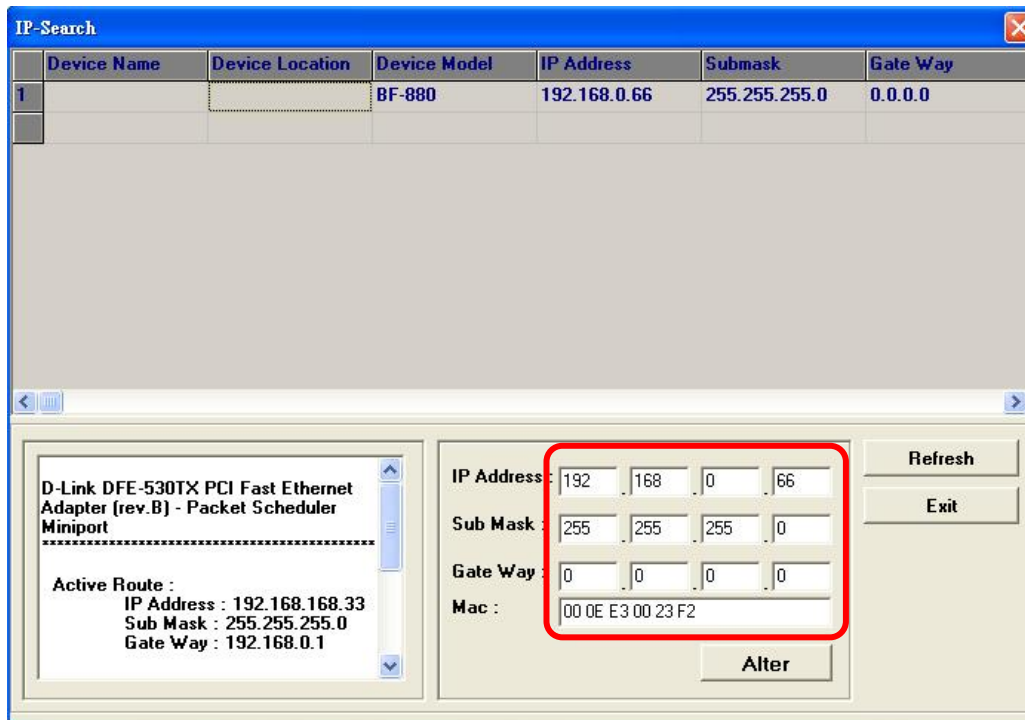 IP-Search
Device Name Device Location Device Model IP Address Submask Gate Way
1 BF-880 192.168.0.66 255.255.255.0 0.0.0.0
D-Link DFE-530TX PCI Fast Ethernet
Adapter (rev.B) - Packet Scheduler
Miniport
********************************************
Active Route :
IP Address : 192.168.168.33
Sub Mask : 255.255.255.0
Gate Way : 192.168.0.1
IP Address : 192 . 168 . 0 . 66
Sub Mask : 255 . 255 . 255 . 0
Gate Way : 0 . 0 . 0 . 0
Mac : 00 0E E3 00 23 F2
Alter
Refresh
Exit